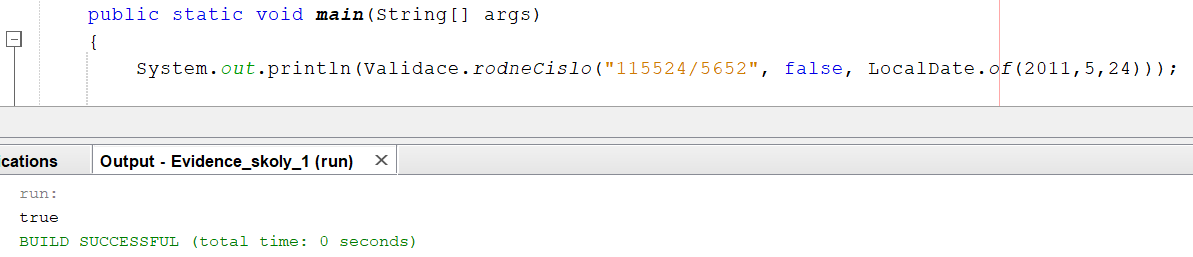 public static void main(String[] args)
{
System.out.println(Validace.rodneCislo("115524/5652", false, LocalDate.of(2011,5,24)));
ications Output - Evidence_skoly_1 (run) ×
run:
true
BUILD SUCCESSFUL (total time: 0 seconds)